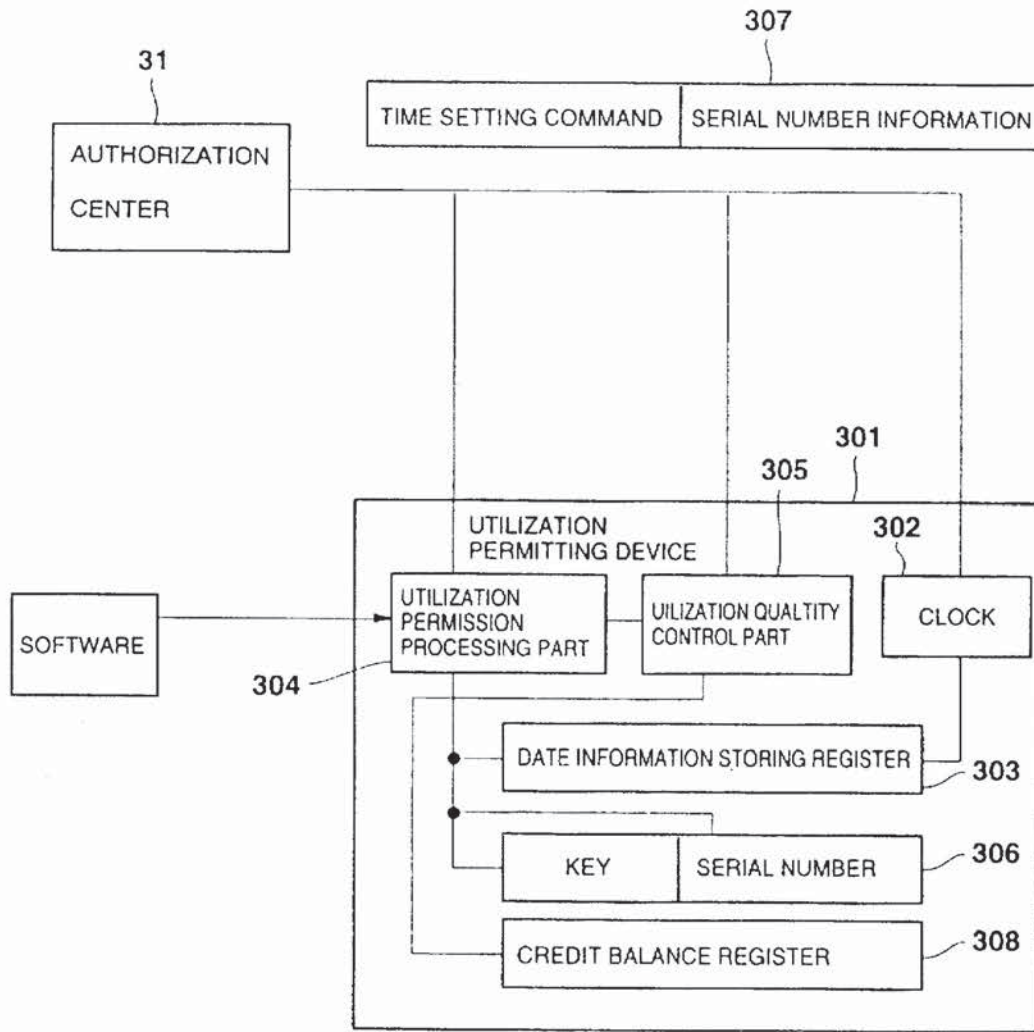 307
31
TIME SETTING COMMAND SERIAL NUMBER INFORMATION
AUTHORIZATION
CENTER
301
305
UTILIZATION
PERMITTING DEVICE
302
UTILIZATION
PERMISSION
PROCESSING PART
UILIZATION QUALTITY
CONTROL PART
CLOCK
SOFTWARE
304
DATE INFORMATION STORING REGISTER
303
KEY SERIAL NUMBER
306
CREDIT BALANCE REGISTER
308